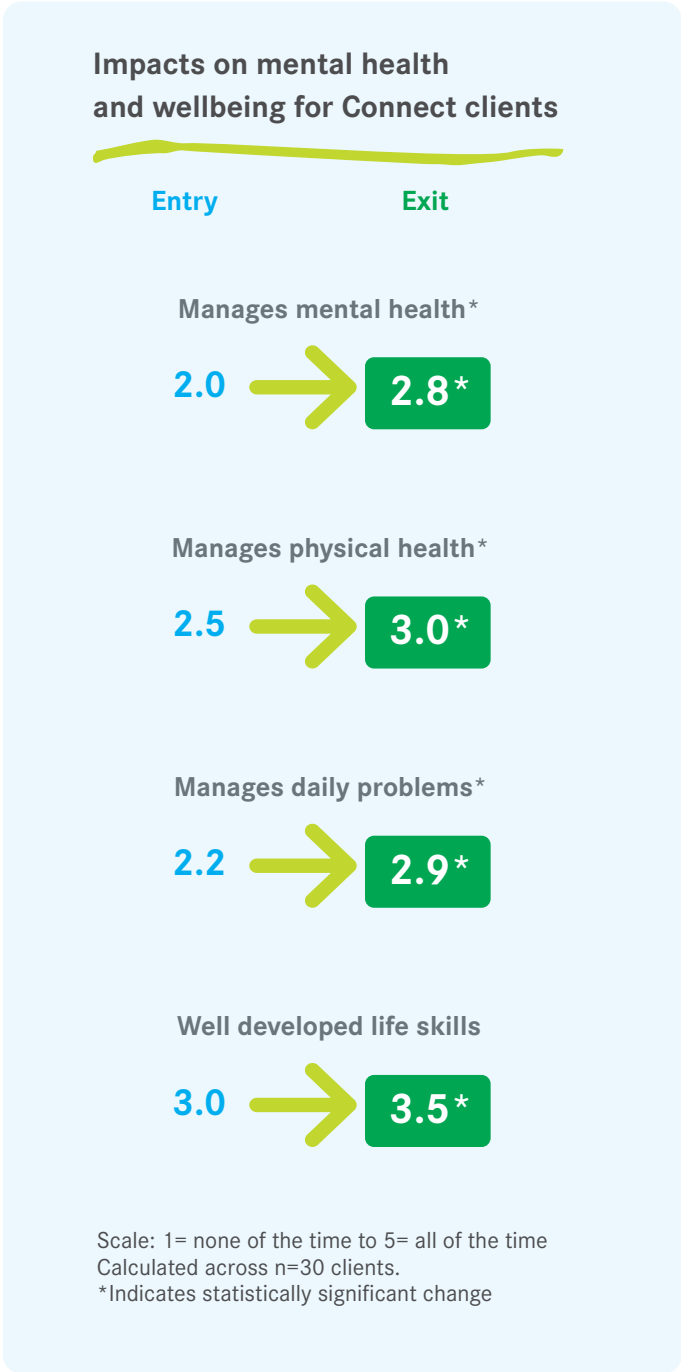 Impacts on mental health
and wellbeing for Connect clients
Entry Exit
Manages mental health*
2.0 2.8*
Manages physical health*
2.5 3.0*
Manages daily problems*
2.2 2.9*
Well developed life skills
3.0 3.5*
Scale: 1= none of the time to 5= all of the time
Calculated across n=30 clients.
*Indicates statistically significant change